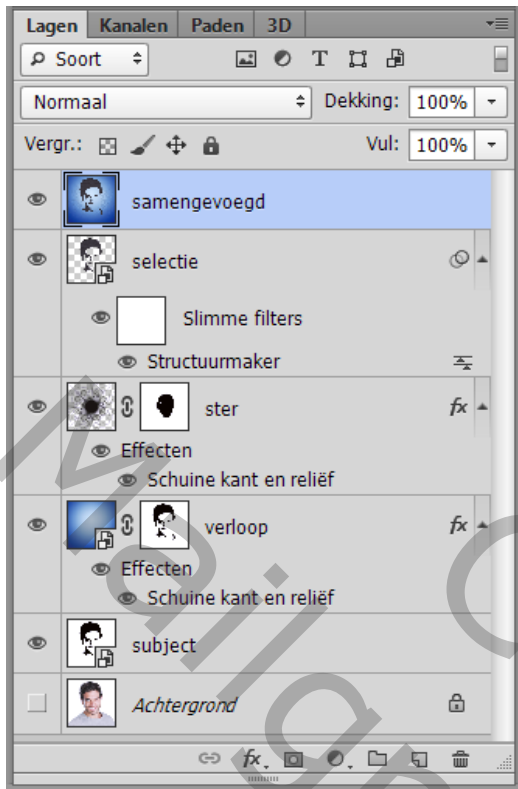 Lagen Kanalen Paden 3D
Soort
Normaal Dekking: 100%
Vergr.: Vul: 100%
samengevoegd
selectie
Slimme filters
Structuurmaker
ster fx
Effecten
Schuine kant en reliëf
verloop fx
Effecten
Schuine kant en reliëf
subject
Achtergrond
fx